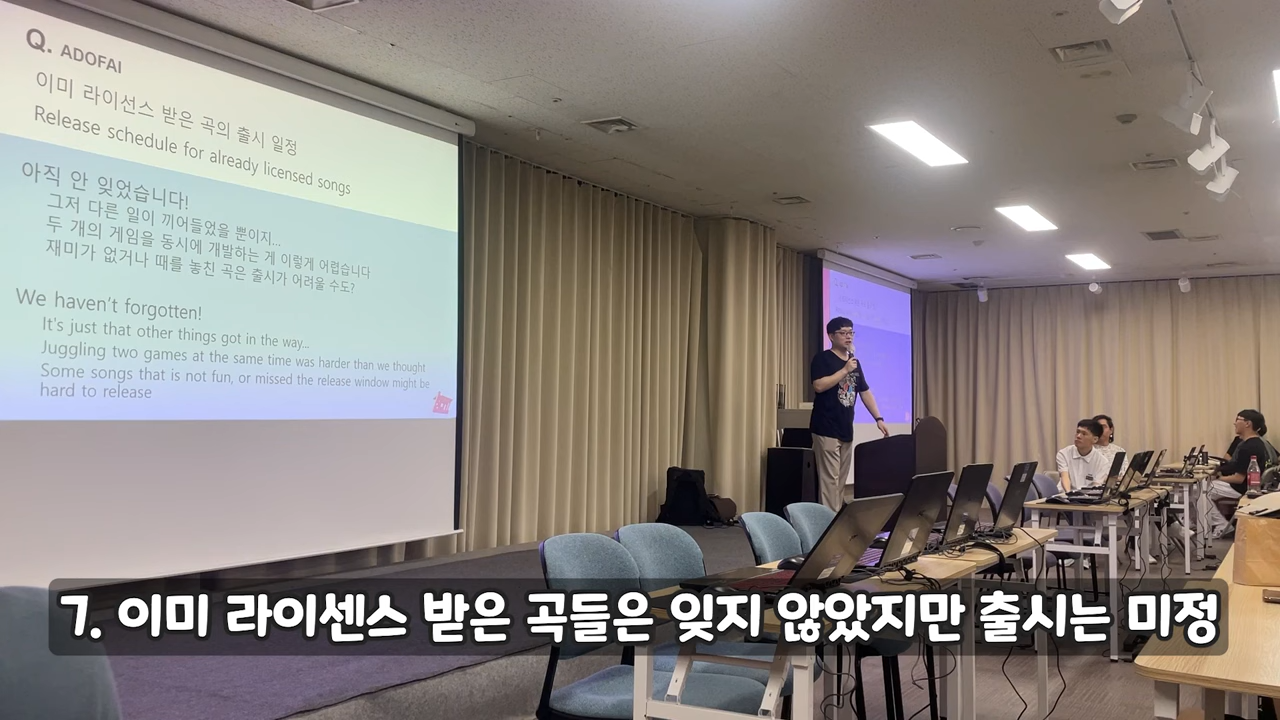 Q. ADOFAI
이미 라이선스 받은 곡의 출시 일정
Release schedule for already licensed songs
아직 안 잊었습니다!
그저 다른 일이 끼어들었을 뿐이지...
두 개의 게임을 동시에 개발하는 게 이렇게 어렵습니다
재미가 없거나 때를 놓친 곡은 출시가 어려울 수도?
We haven't forgotten!
It's just that other things got in the way...
Juggling two games at the same time was harder than we thought
Some songs that is not fun, or missed the release window might be
hard to release
7. 이미 라이센스 받은 곡들은 잊지 않았지만 출시는 미정